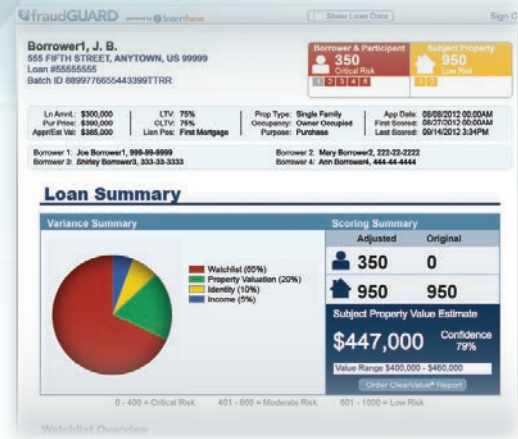 fraudGUARD powered by Interthinx
Show Loan Data
Sign O
Borrower1, J. B.
555 FIFTH STREET, ANYTOWN, US 99999
Loan #55555555
Batch ID 8899776655443399TTRR
Borrower & Participant
350
Critical Risk
1 2 3 4 5
Subject Property
950
Low Risk
1 2
Ln Amnt.: $300,000
Pur Price: $390,000
Appr/Est Val: $385,000
LTV: 75%
CLTV: 75%
Lien Pos: First Mortgage
Prop Type: Single Family
Occupancy: Owner Occupied
Purpose: Purchase
App Date: 08/08/2012 00:00AM
First Scored: 08/27/2012 00:00AM
Last Scored: 09/14/2012 3:34PM
Borrower 1: Joe Borrower1, 999-99-9999
Borrower 2: Mary Borrower2, 222-22-2222
Borrower 3: Shirley Borrower3, 333-33-3333
Borrower 4: Ann Borrower4, 444-44-4444
Loan Summary
Variance Summary
Watchlist (65%)
Property Valuation (20%)
Identity (10%)
Income (5%)
Scoring Summary
Adjusted Original
350 0
950 950
Subject Property Value Estimate
$447,000 Confidence 79%
Value Range $400,000 - $460,000
Order ClearValue® Report
0 - 400 = Critical Risk 401 - 600 = Moderate Risk 601 - 1000 = Low Risk
Watchlist Overview